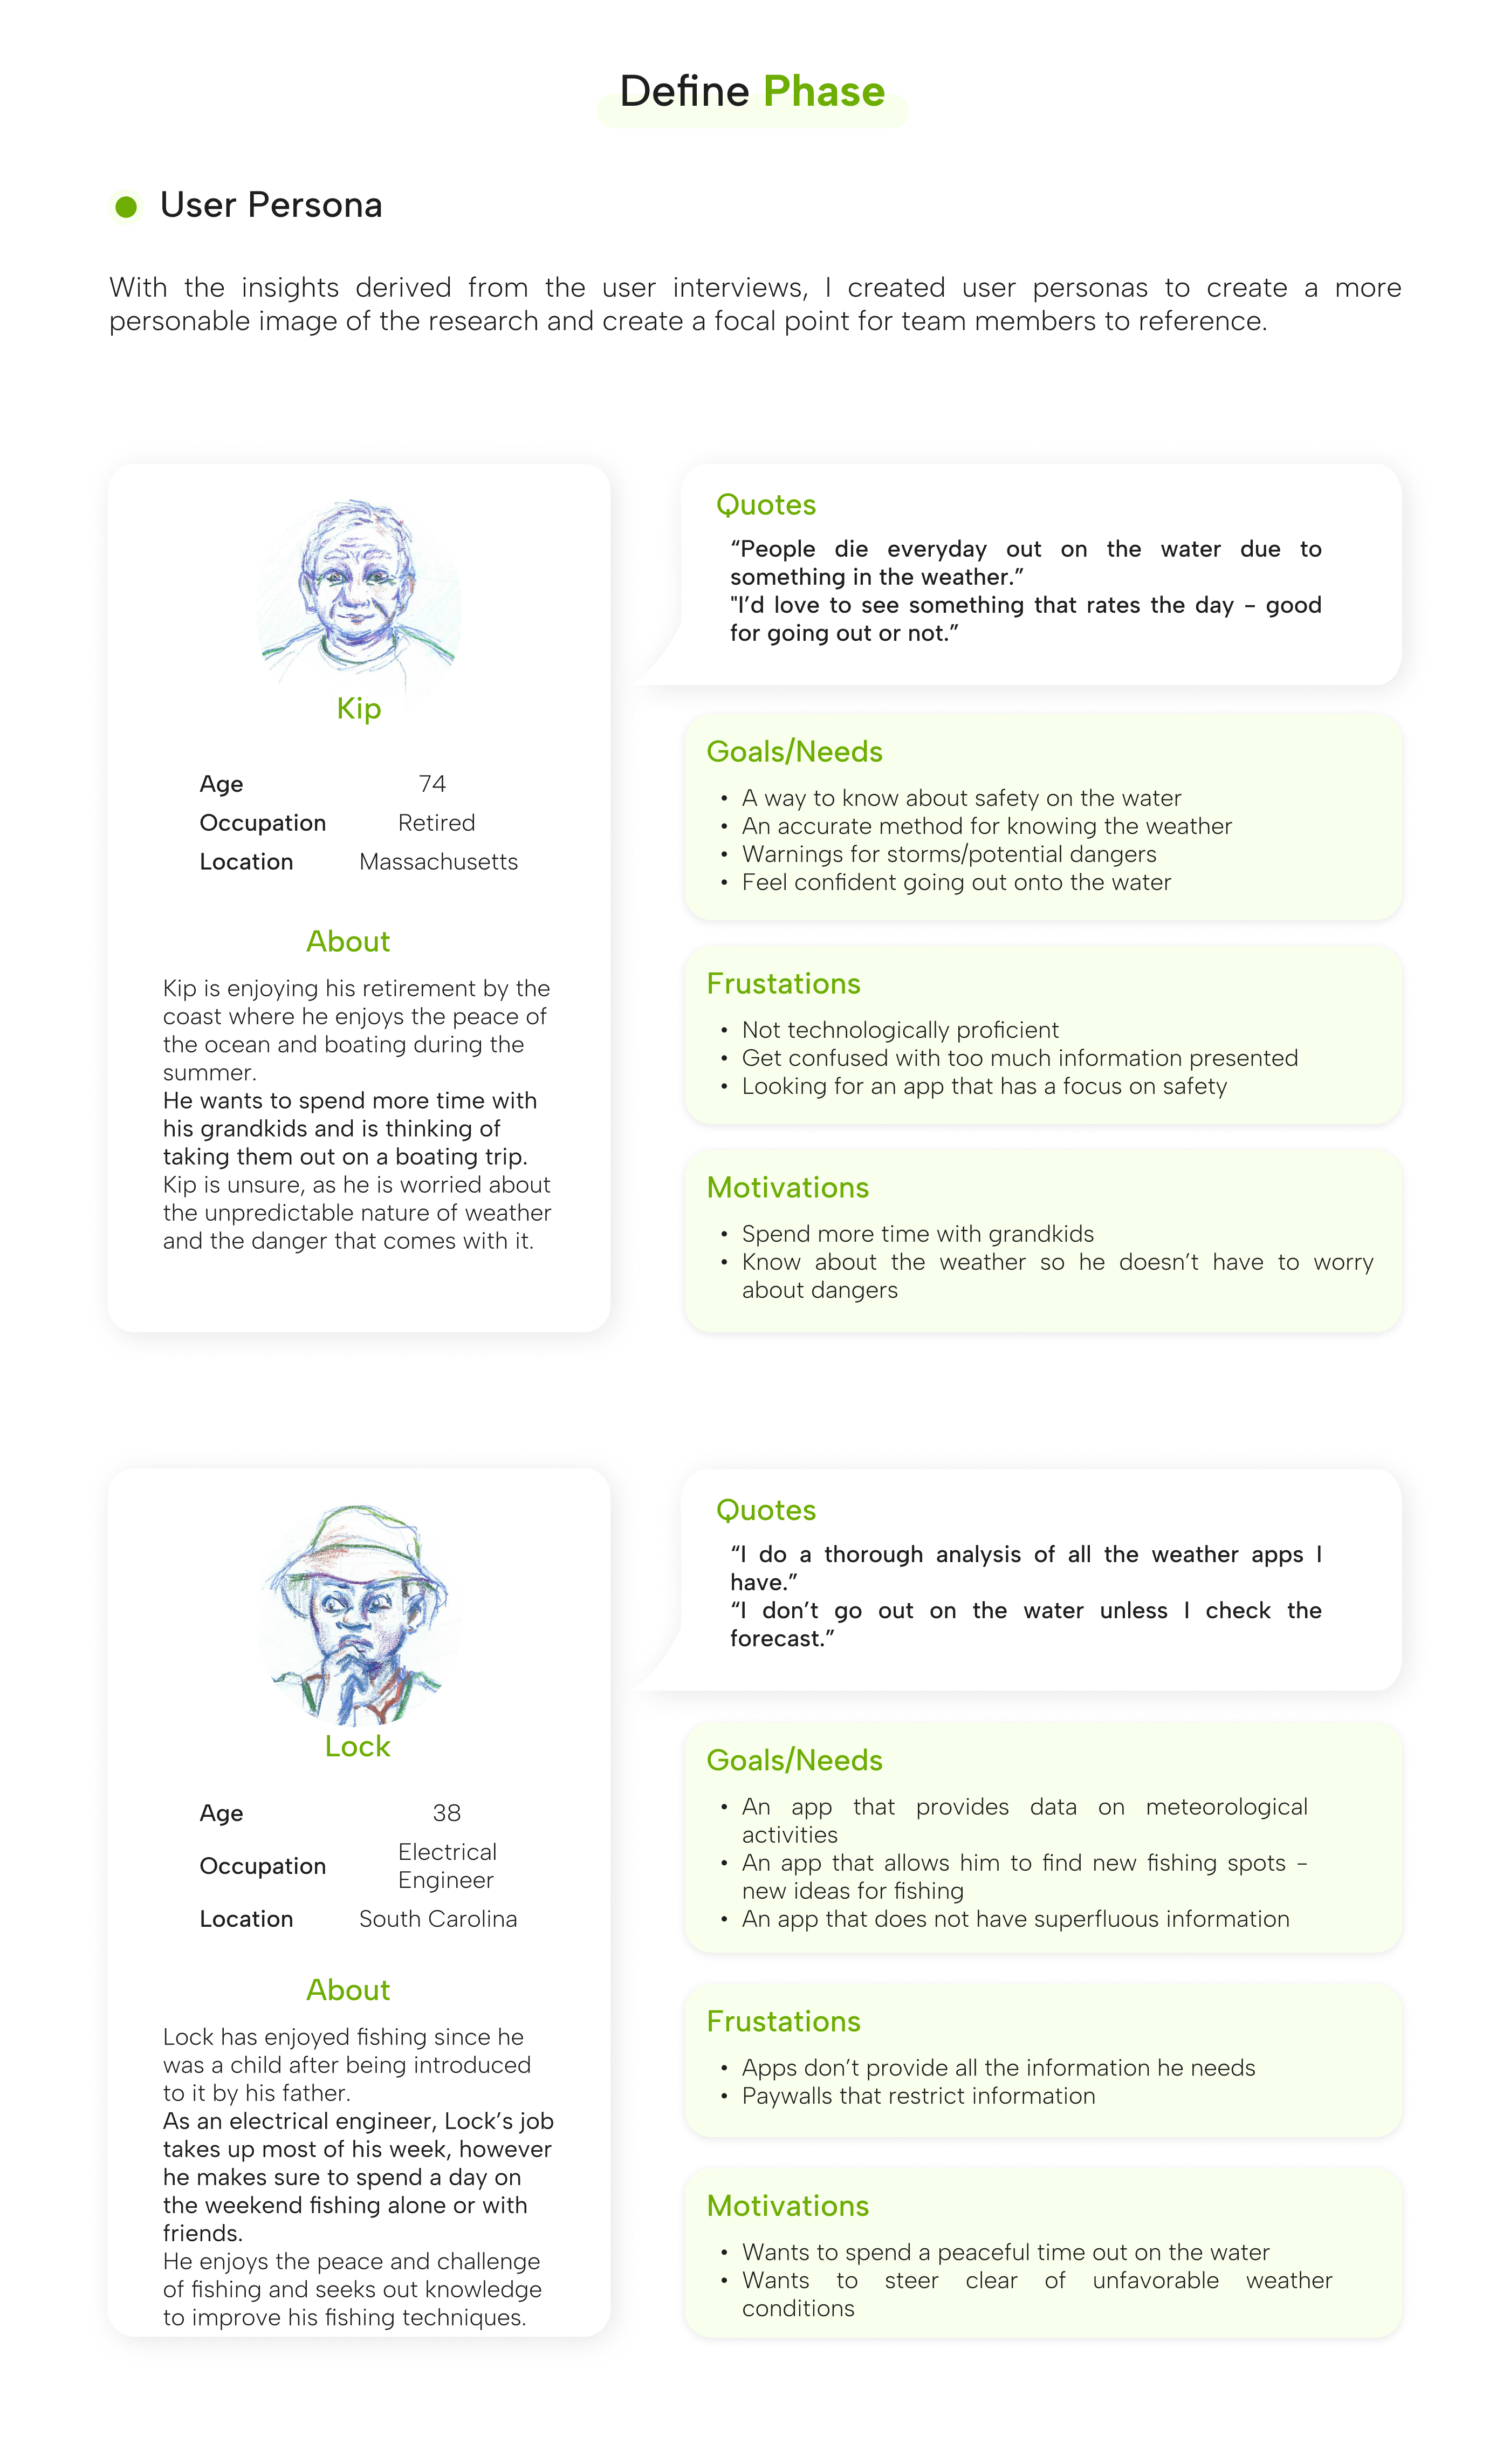 Define Phase
User Persona
With the insights derived from the user interviews, I created user personas to create a more
personable image of the research and create a focal point for team members to reference.
Kip
Age 74
Occupation Retired
Location Massachusetts
About
Kip is enjoying his retirement by the
coast where he enjoys the peace of
the ocean and boating during the
summer.
He wants to spend more time with
his grandkids and is thinking of
taking them out on a boating trip.
Kip is unsure, as he is worried about
the unpredictable nature of weather
and the danger that comes with it.
Quotes
“People die everyday out on the water due to
something in the weather.”
"I’d love to see something that rates the day - good
for going out or not.”
Goals/Needs
• A way to know about safety on the water
• An accurate method for knowing the weather
• Warnings for storms/potential dangers
• Feel confident going out onto the water
Frustations
• Not technologically proficient
• Get confused with too much information presented
• Looking for an app that has a focus on safety
Motivations
• Spend more time with grandkids
• Know about the weather so he doesn’t have to worry
about dangers
Lock
Age 38
Occupation Electrical
Engineer
Location South Carolina
About
Lock has enjoyed fishing since he
was a child after being introduced
to it by his father.
As an electrical engineer, Lock’s job
takes up most of his week, however
he makes sure to spend a day on
the weekend fishing alone or with
friends.
He enjoys the peace and challenge
of fishing and seeks out knowledge
to improve his fishing techniques.
Quotes
“I do a thorough analysis of all the weather apps I
have.”
“I don’t go out on the water unless I check the
forecast.”
Goals/Needs
• An app that provides data on meteorological
activities
• An app that allows him to find new fishing spots -
new ideas for fishing
• An app that does not have superfluous information
Frustations
• Apps don’t provide all the information he needs
• Paywalls that restrict information
Motivations
• Wants to spend a peaceful time out on the water
• Wants to steer clear of unfavorable weather
conditions